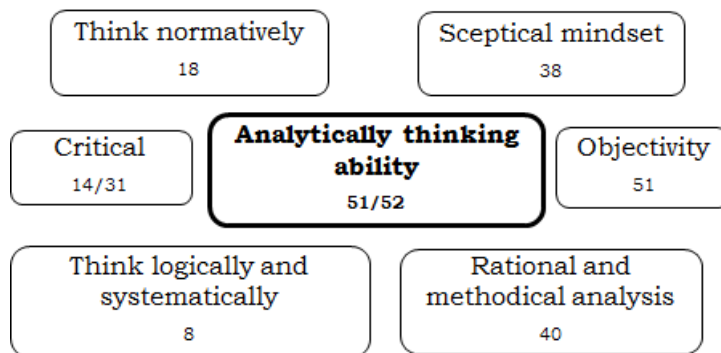 Think normatively
18
Sceptical mindset
38
Critical
14/31
Analytically thinking
ability
51/52
Objectivity
51
Think logically and
systematically
8
Rational and
methodical analysis
40